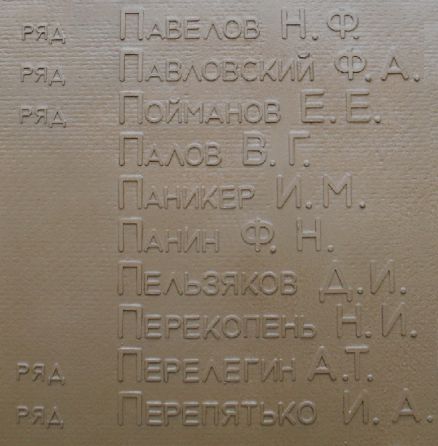 РЯД ПАВЕЛОВ Н.Ф.
РЯД ПАВЛОВСКИЙ Ф.А.
РЯД ПОЙМАНОВ Е.Е.
ПАЛОВ В.Г.
ПАНИКЕР И.М.
ПАНИН Ф.Н.
ПЕЛЬЗЯКОВ Д.И.
ПЕРЕКОПЕНЬ Н.И.
РЯД ПЕРЕЛЕГИН А.Т.
РЯД ПЕРЕПЯТЬКО И.А.